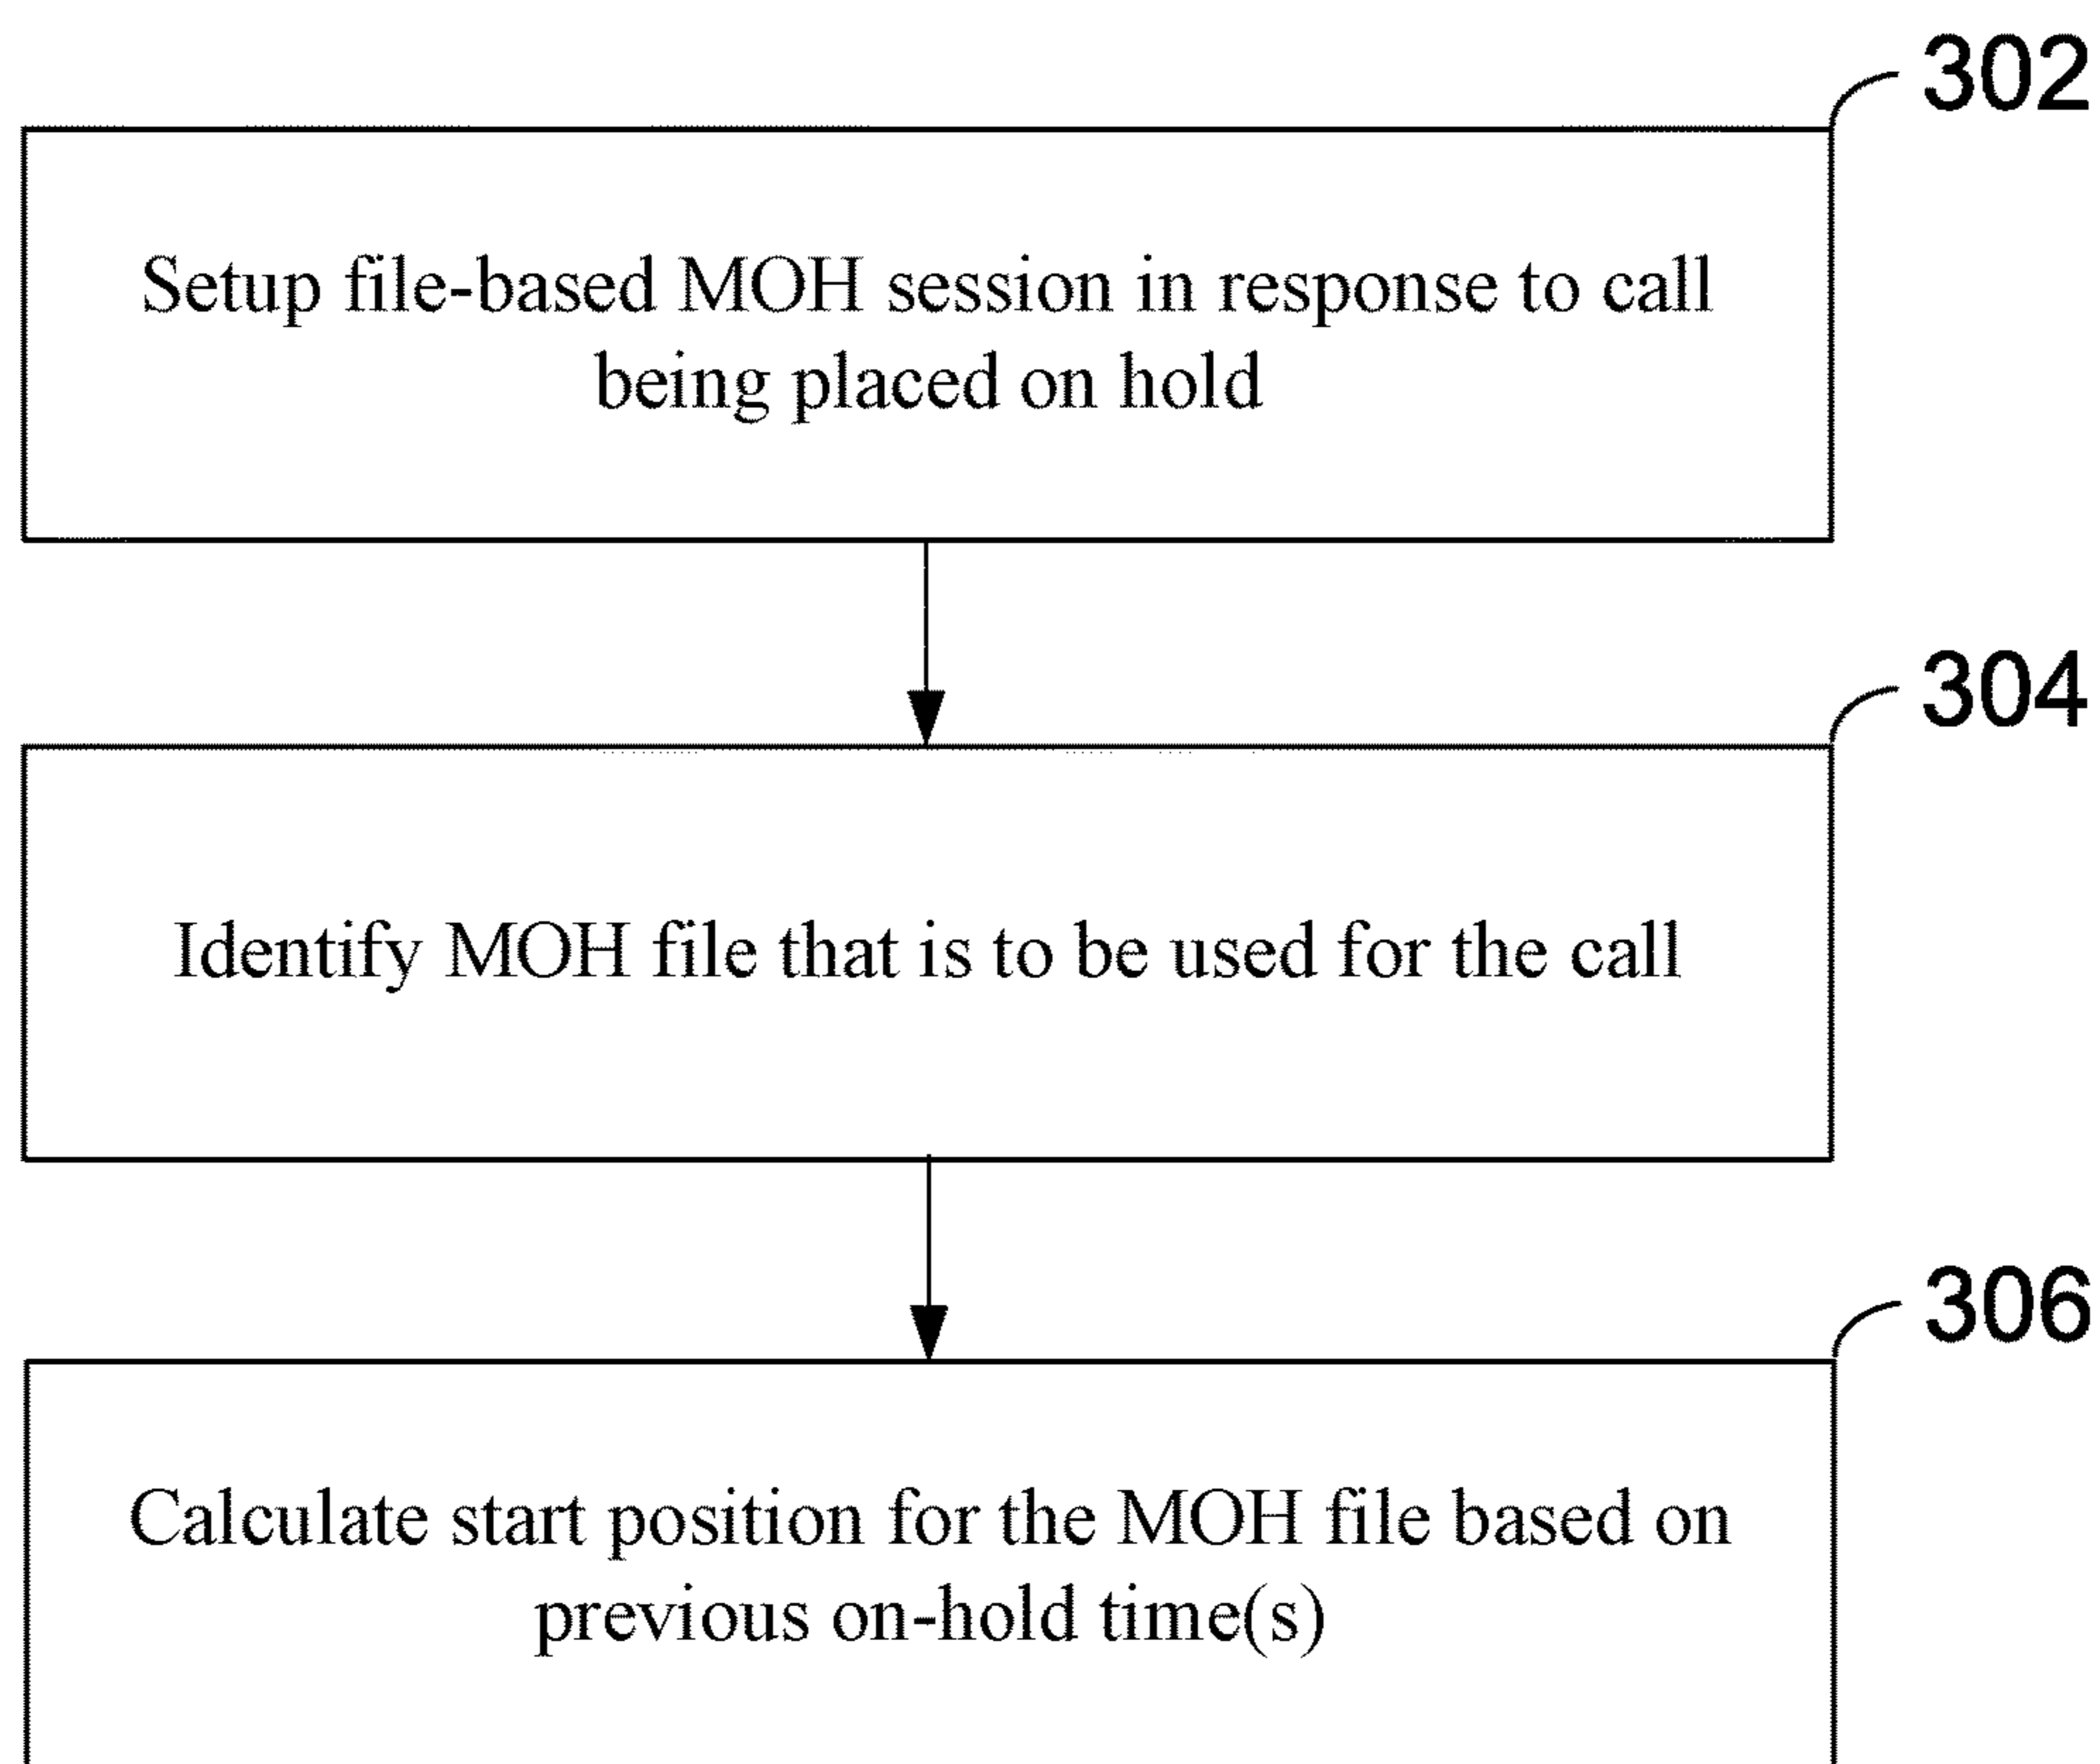 302
Setup file-based MOH session in response to call
being placed on hold
304
Identify MOH file that is to be used for the call
306
Calculate start position for the MOH file based on
previous on-hold time(s)